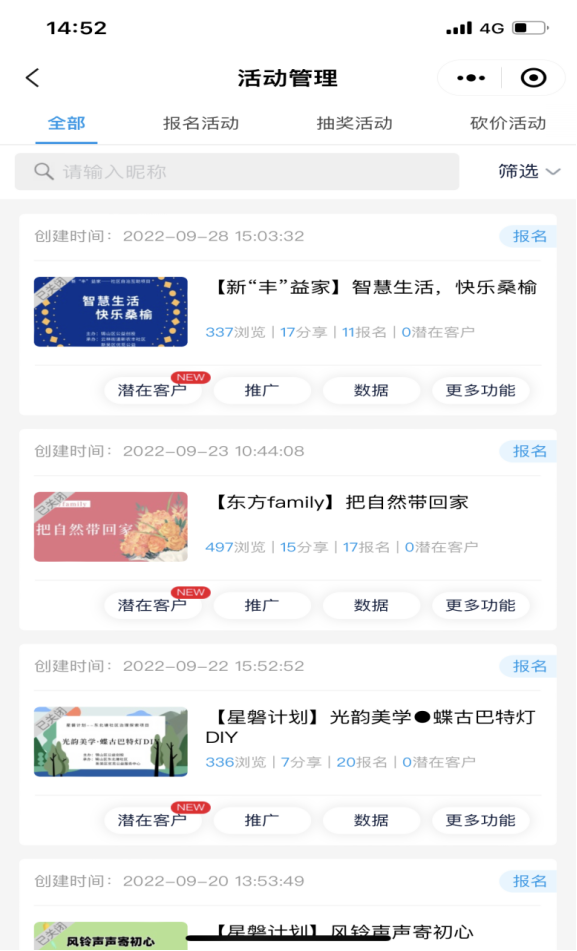 14:52
4G
活动管理
全部
报名活动
抽奖活动
砍价活动
请输入昵称
筛选
创建时间：2022-09-28 15:03:32
报名
已关闭
智慧生活
快乐桑榆
【新“丰”益家】智慧生活，快乐桑榆
337浏览 | 17分享 | 11报名 | 0潜在客户
NEW
潜在客户
推广
数据
更多功能
创建时间：2022-09-23 10:44:08
报名
已关闭
family
把自然带回家
【东方family】把自然带回家
497浏览 | 15分享 | 17报名 | 0潜在客户
NEW
潜在客户
推广
数据
更多功能
创建时间：2022-09-22 15:52:52
报名
已关闭
光韵美学·蝶古巴特灯DI
【星磐计划】光韵美学●蝶古巴特灯
DIY
336浏览 | 7分享 | 20报名 | 0潜在客户
NEW
潜在客户
推广
数据
更多功能
创建时间：2022-09-20 13:53:49
报名
已关闭
风铃声声寄初心
【星磐计划】风铃声声寄初心